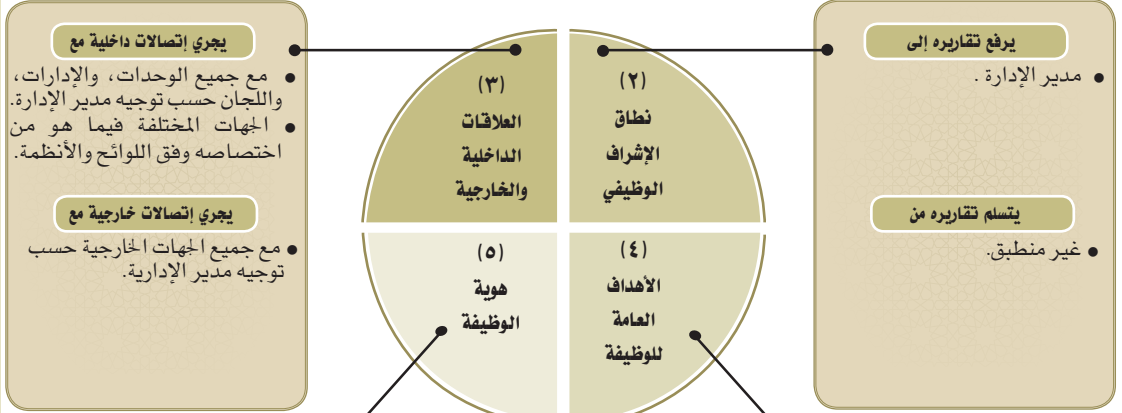 يرفع تقاريره إلى
● مدير الإدارة .
يتسلم تقاريره من
● غير منطبق.
(٢)
نطاق
الإشراف
الوظيفي
(٣)
العلاقات
الداخلية
والخارجية
(٤)
الأهداف
العامة
للوظيفة
(٥)
هوية
الوظيفة
يجري إتصالات داخلية مع
● مع جميع الوحدات، والإدارات،
واللجان حسب توجيه مدير الإدارة.
● الجهات المختلفة فيما هو من
اختصاصه وفق اللوائح والأنظمة.
يجري إتصالات خارجية مع
● مع جميع الجهات الخارجية حسب
توجيه مدير الإدارية.